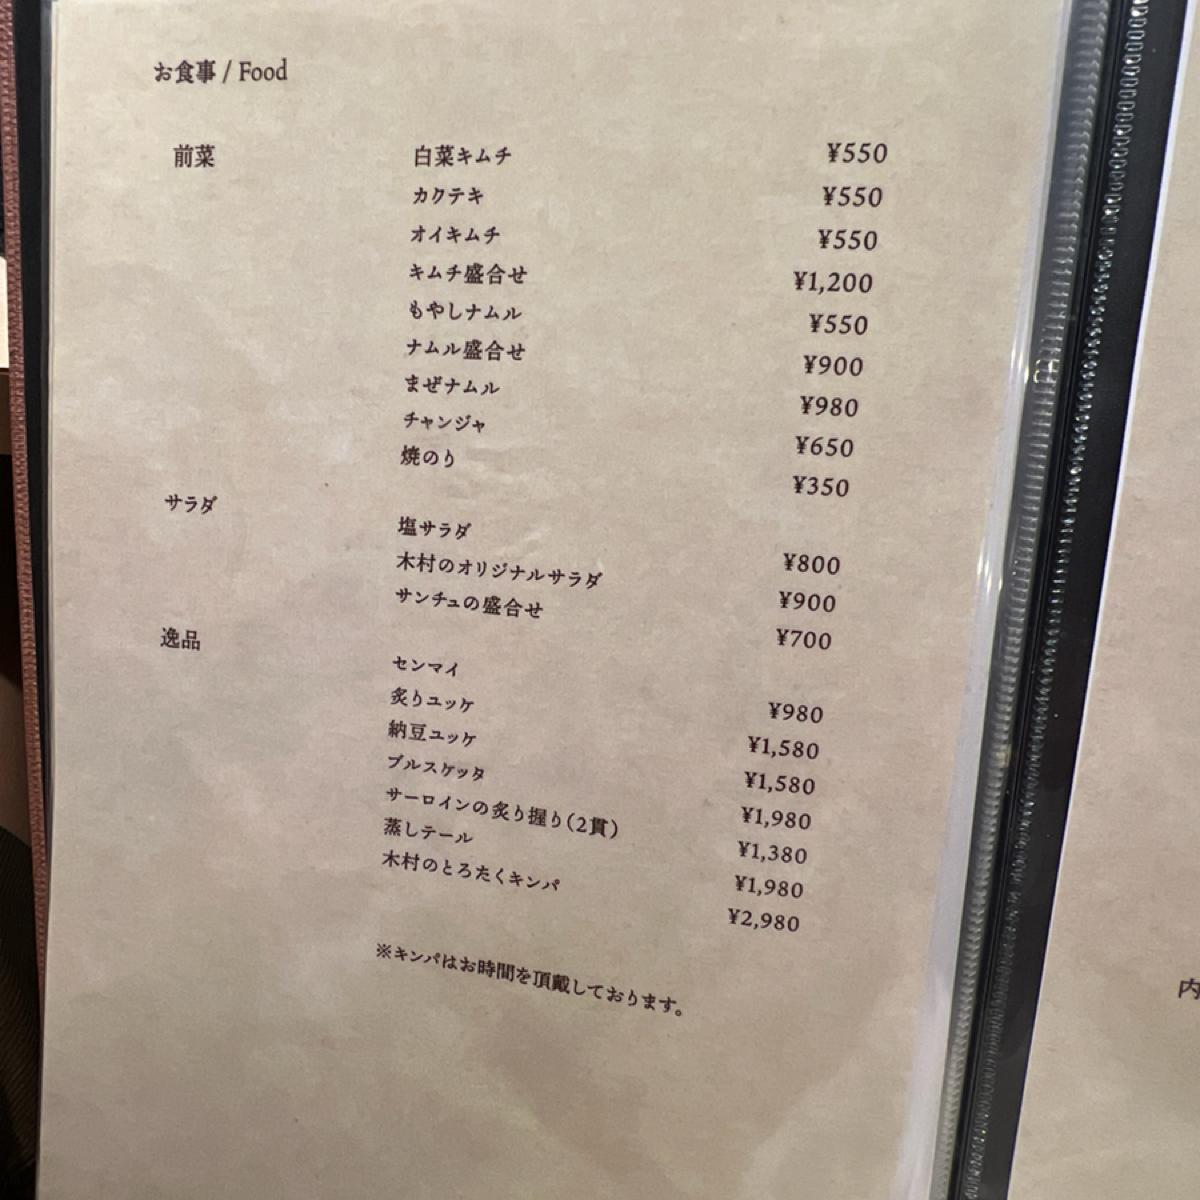 お食事 / Food
前菜 白菜キムチ ¥550
カクテキ ¥550
オイキムチ ¥550
キムチ盛合せ ¥1,200
もやしナムル ¥550
ナムル盛合せ ¥900
まぜナムル ¥980
チャンジャ ¥650
焼のり ¥350
サラダ
塩サラダ ¥800
木村のオリジナルサラダ ¥900
サンチュの盛合せ ¥700
逸品
センマイ ¥980
炙りユッケ ¥1,580
納豆ユッケ ¥1,580
ブルスケッタ ¥1,980
サーロインの炙り握り(2貫) ¥1,380
蒸しテール ¥1,980
木村のとろたくキンパ ¥2,980
※キンパはお時間を頂戴しております。
内